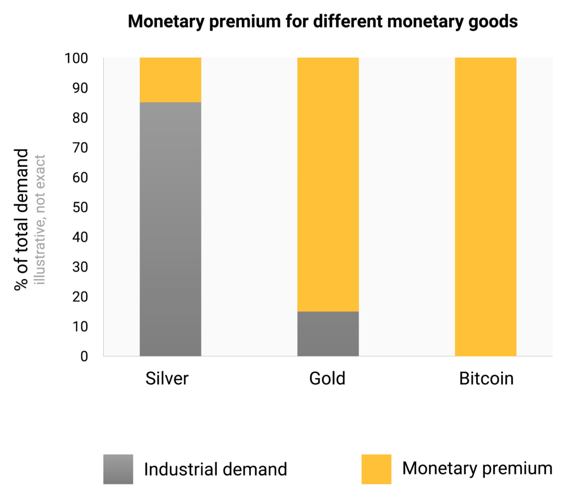 Monetary premium for different monetary goods
100
90
80
70
60
50
40
30
20
10
0
% of total demand
illustrative, not exact
Silver
Gold
Bitcoin
Industrial demand
Monetary premium